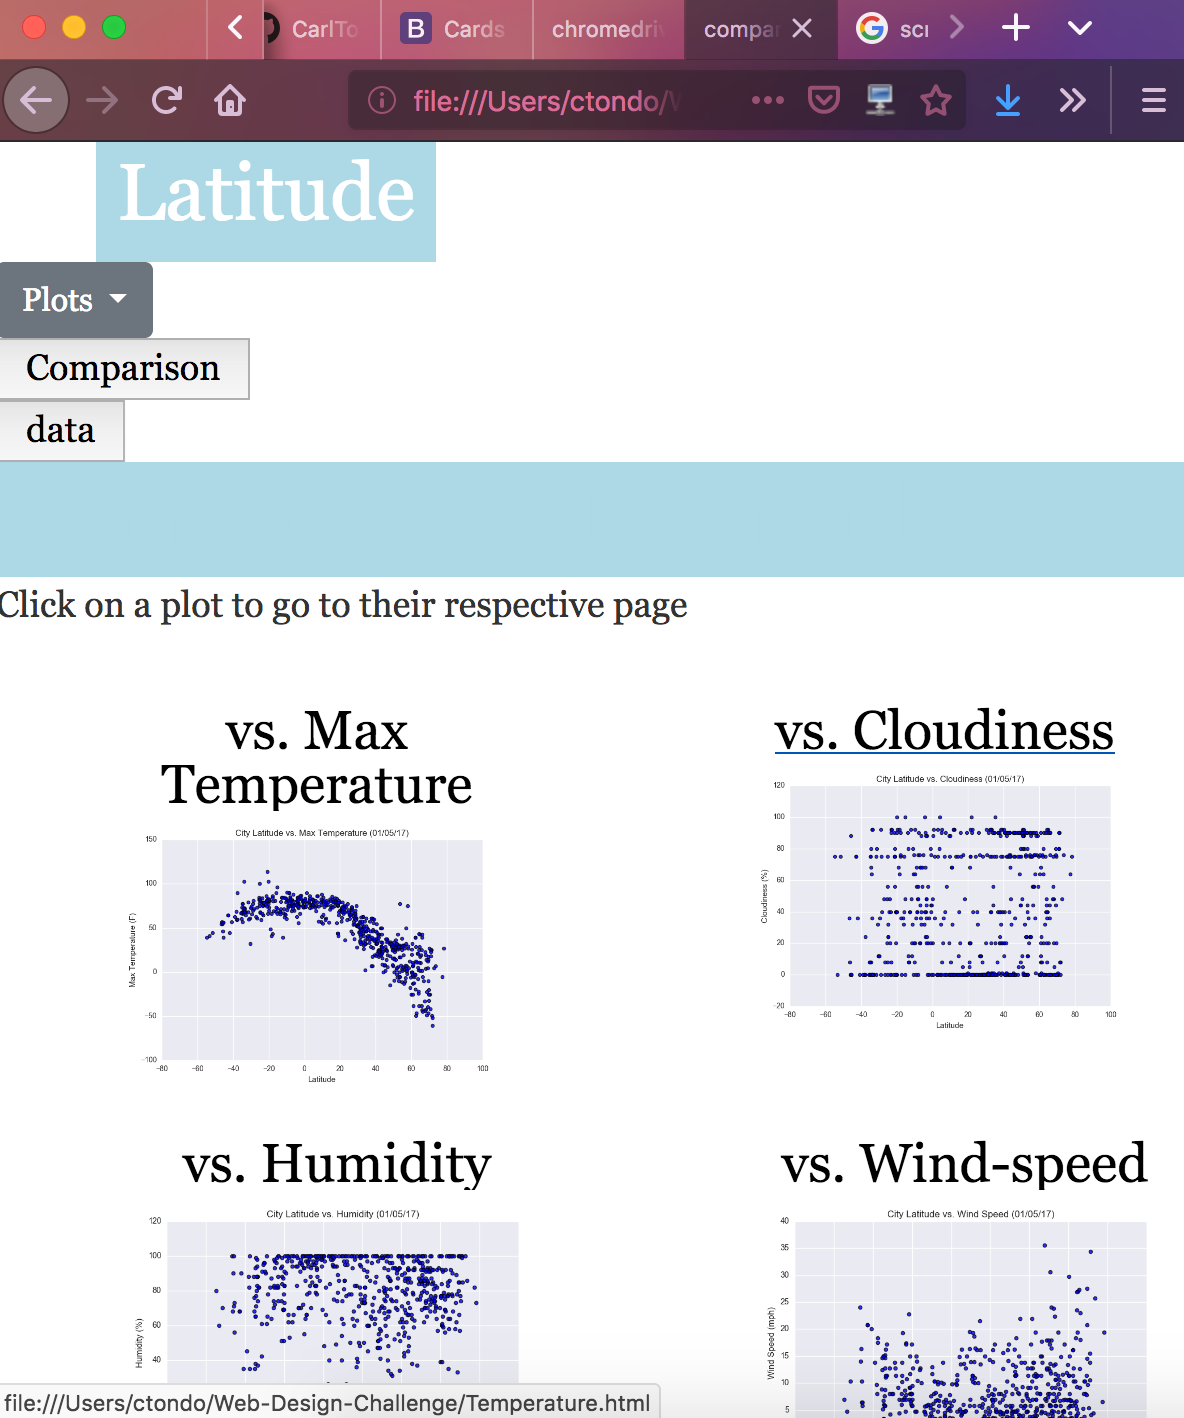 CarlTo
B Cards
chromedri
compa
G sci
file:///Users/ctondo/W
Latitude
Plots
Comparison
data
Click on a plot to go to their respective page
vs. Max
Temperature
City Latitude vs. Max Temperature (01/05/17)
150
100
50
0
−50
−100
Max Temperature (F)
−80 −60 −40 −20 0 20 40 60 80 100
Latitude
vs. Cloudiness
City Latitude vs. Cloudiness (01/05/17)
120
100
80
60
40
20
0
−20
Cloudiness (%)
−80 −60 −40 −20 0 20 40 60 80 100
Latitude
vs. Humidity
City Latitude vs. Humidity (01/05/17)
120
100
80
60
40
Humidity (%)
vs. Wind-speed
City Latitude vs. Wind Speed (01/05/17)
40
35
30
25
20
15
10
5
Wind Speed (mph)
file:///Users/ctondo/Web-Design-Challenge/Temperature.html